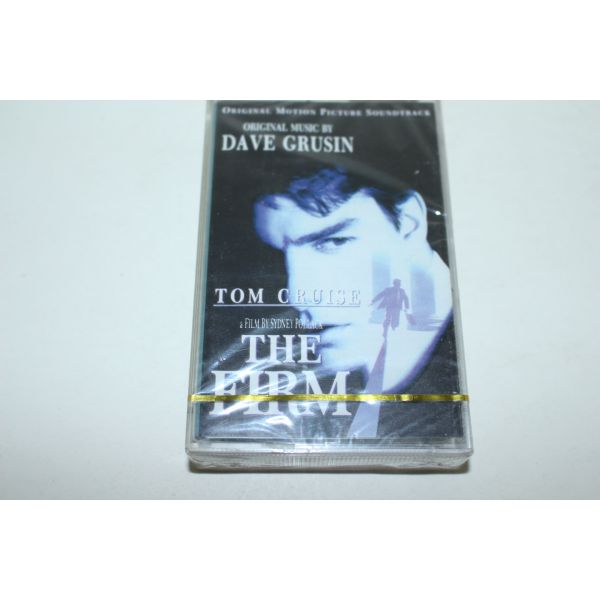 ORIGINAL MOTION PICTURE SOUNDTRACK
ORIGINAL MUSIC BY
DAVE GRUSIN
TOM CRUISE
a FILM BY SYDNEY POLLACK
THE
FIRM